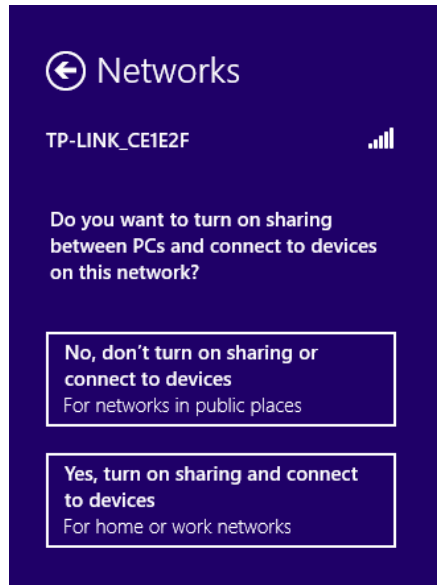 Networks
TP-LINK_CE1E2F
Do you want to turn on sharing
between PCs and connect to devices
on this network?
No, don't turn on sharing or
connect to devices
For networks in public places
Yes, turn on sharing and connect
to devices
For home or work networks